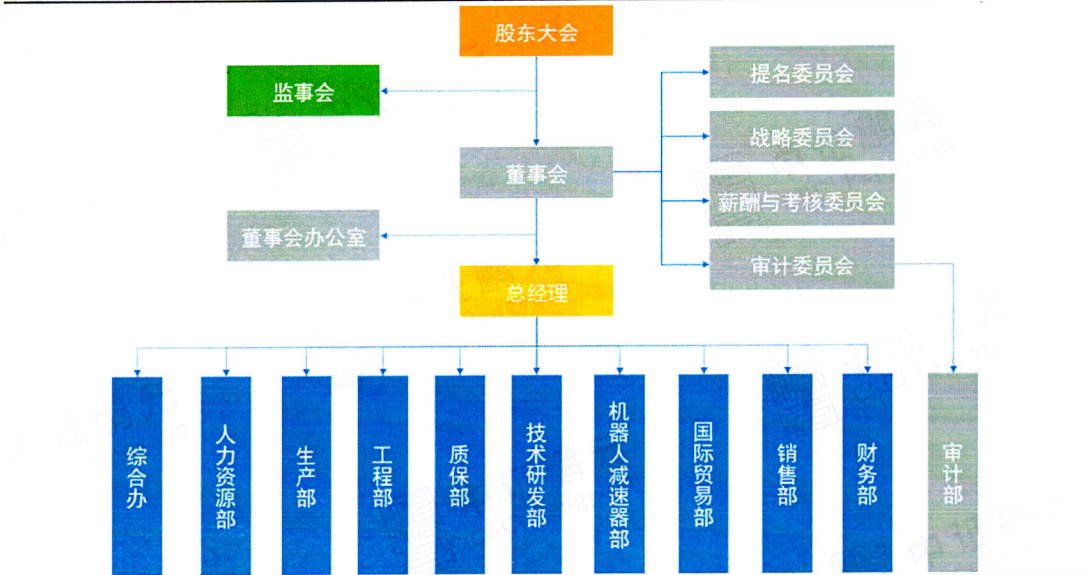 股东大会
监事会
提名委员会
战略委员会
董事会
薪酬与考核委员会
董事会办公室
审计委员会
总经理
综合办
人力资源部
生产部
工程部
质保部
技术研发部
机器人减速器部
国际贸易部
销售部
财务部
审计部